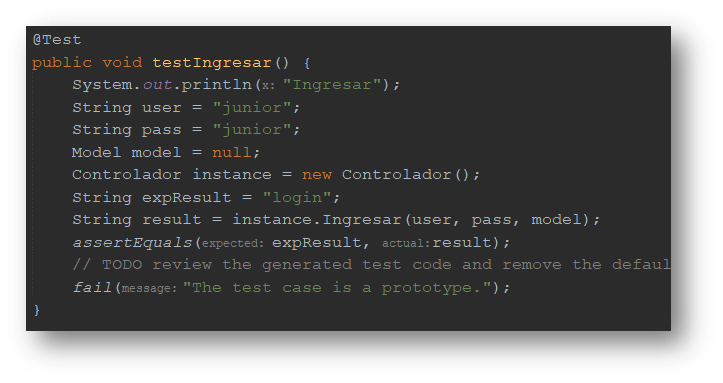 @Test
public void testIngresar() {
System.out.println(x: "Ingresar");
String user = "junior";
String pass = "junior";
Model model = null;
Controlador instance = new Controlador();
String expResult = "login";
String result = instance.Ingresar(user, pass, model);
assertEquals(expected: expResult, actual: result);
// TODO review the generated test code and remove the defaul
fail(message: "The test case is a prototype.");
}